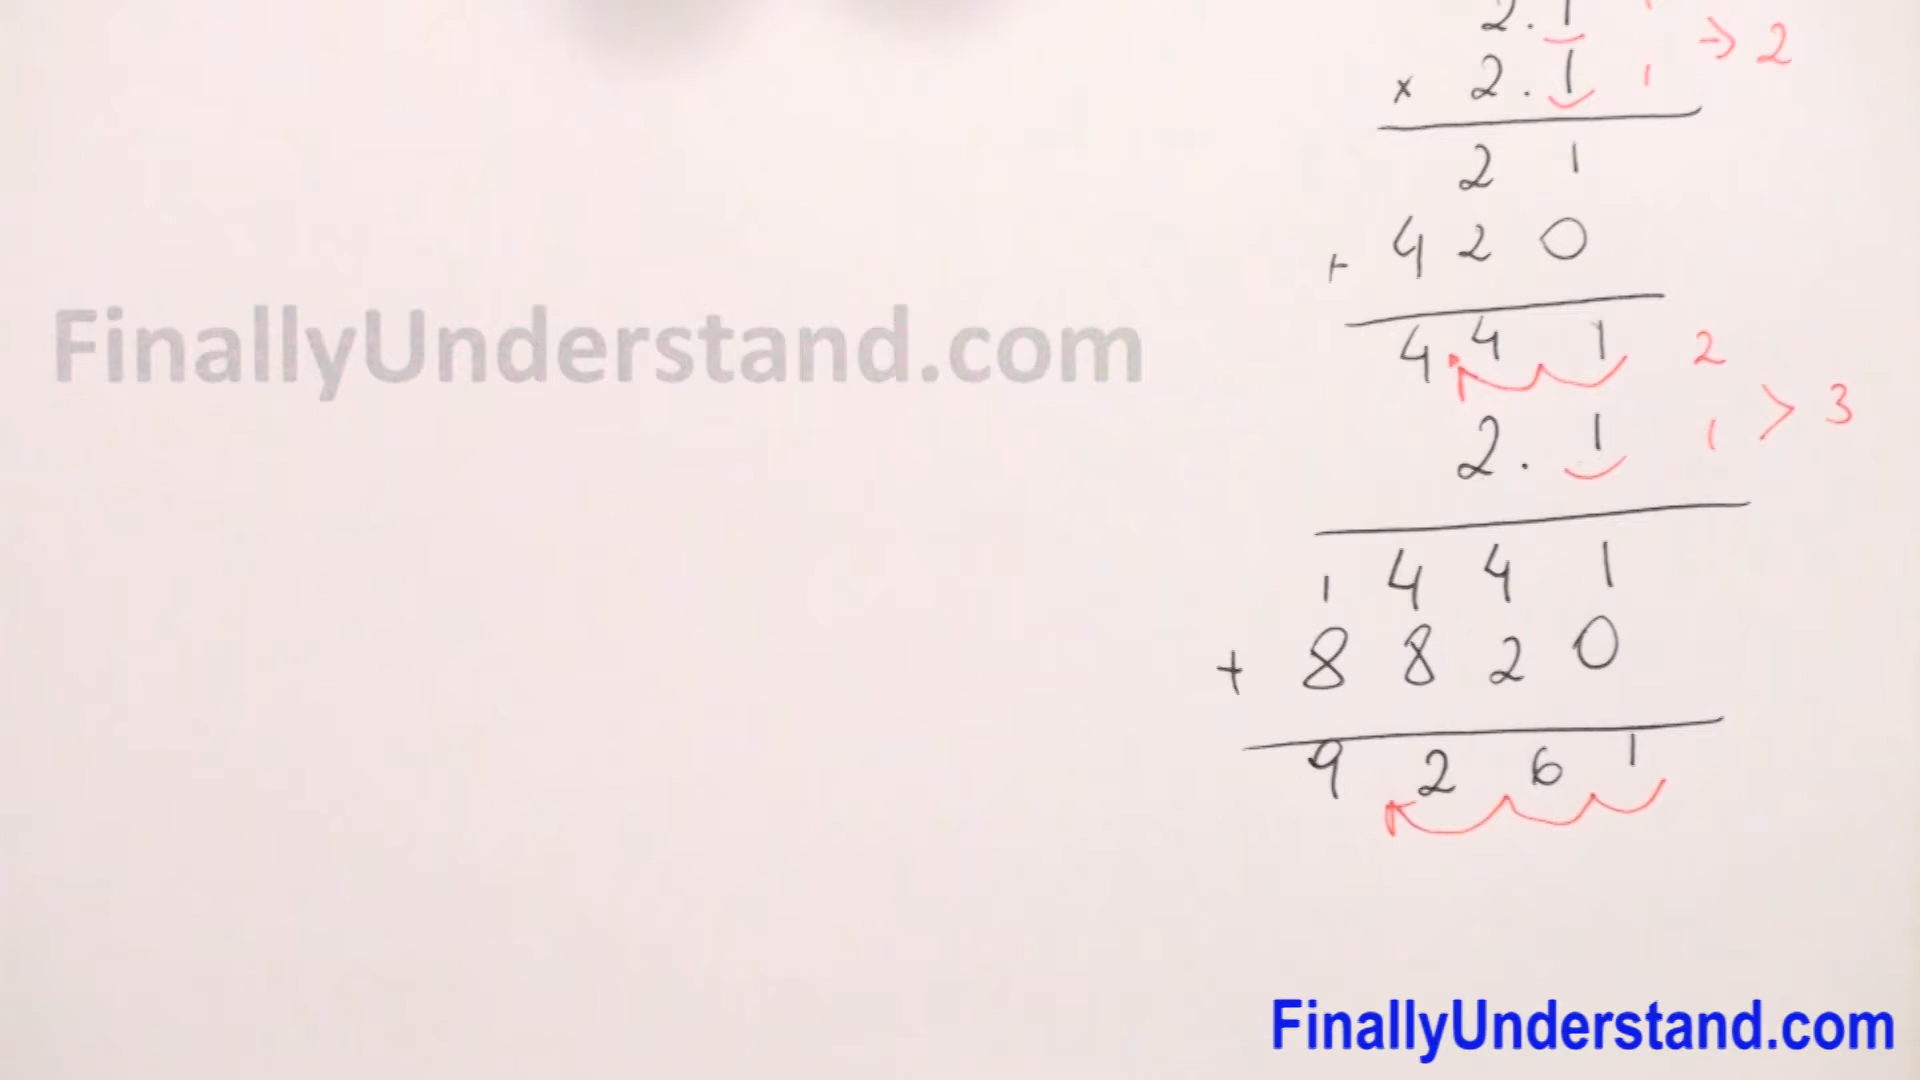 2.1
→ 2
x 2.1 1
2 1
+ 4 2 0
4 4 1 2
FinallyUnderstand.com
> 3
2.1 1
1 4 4 1
+ 8 8 2 0
9 2 6 1
FinallyUnderstand.com